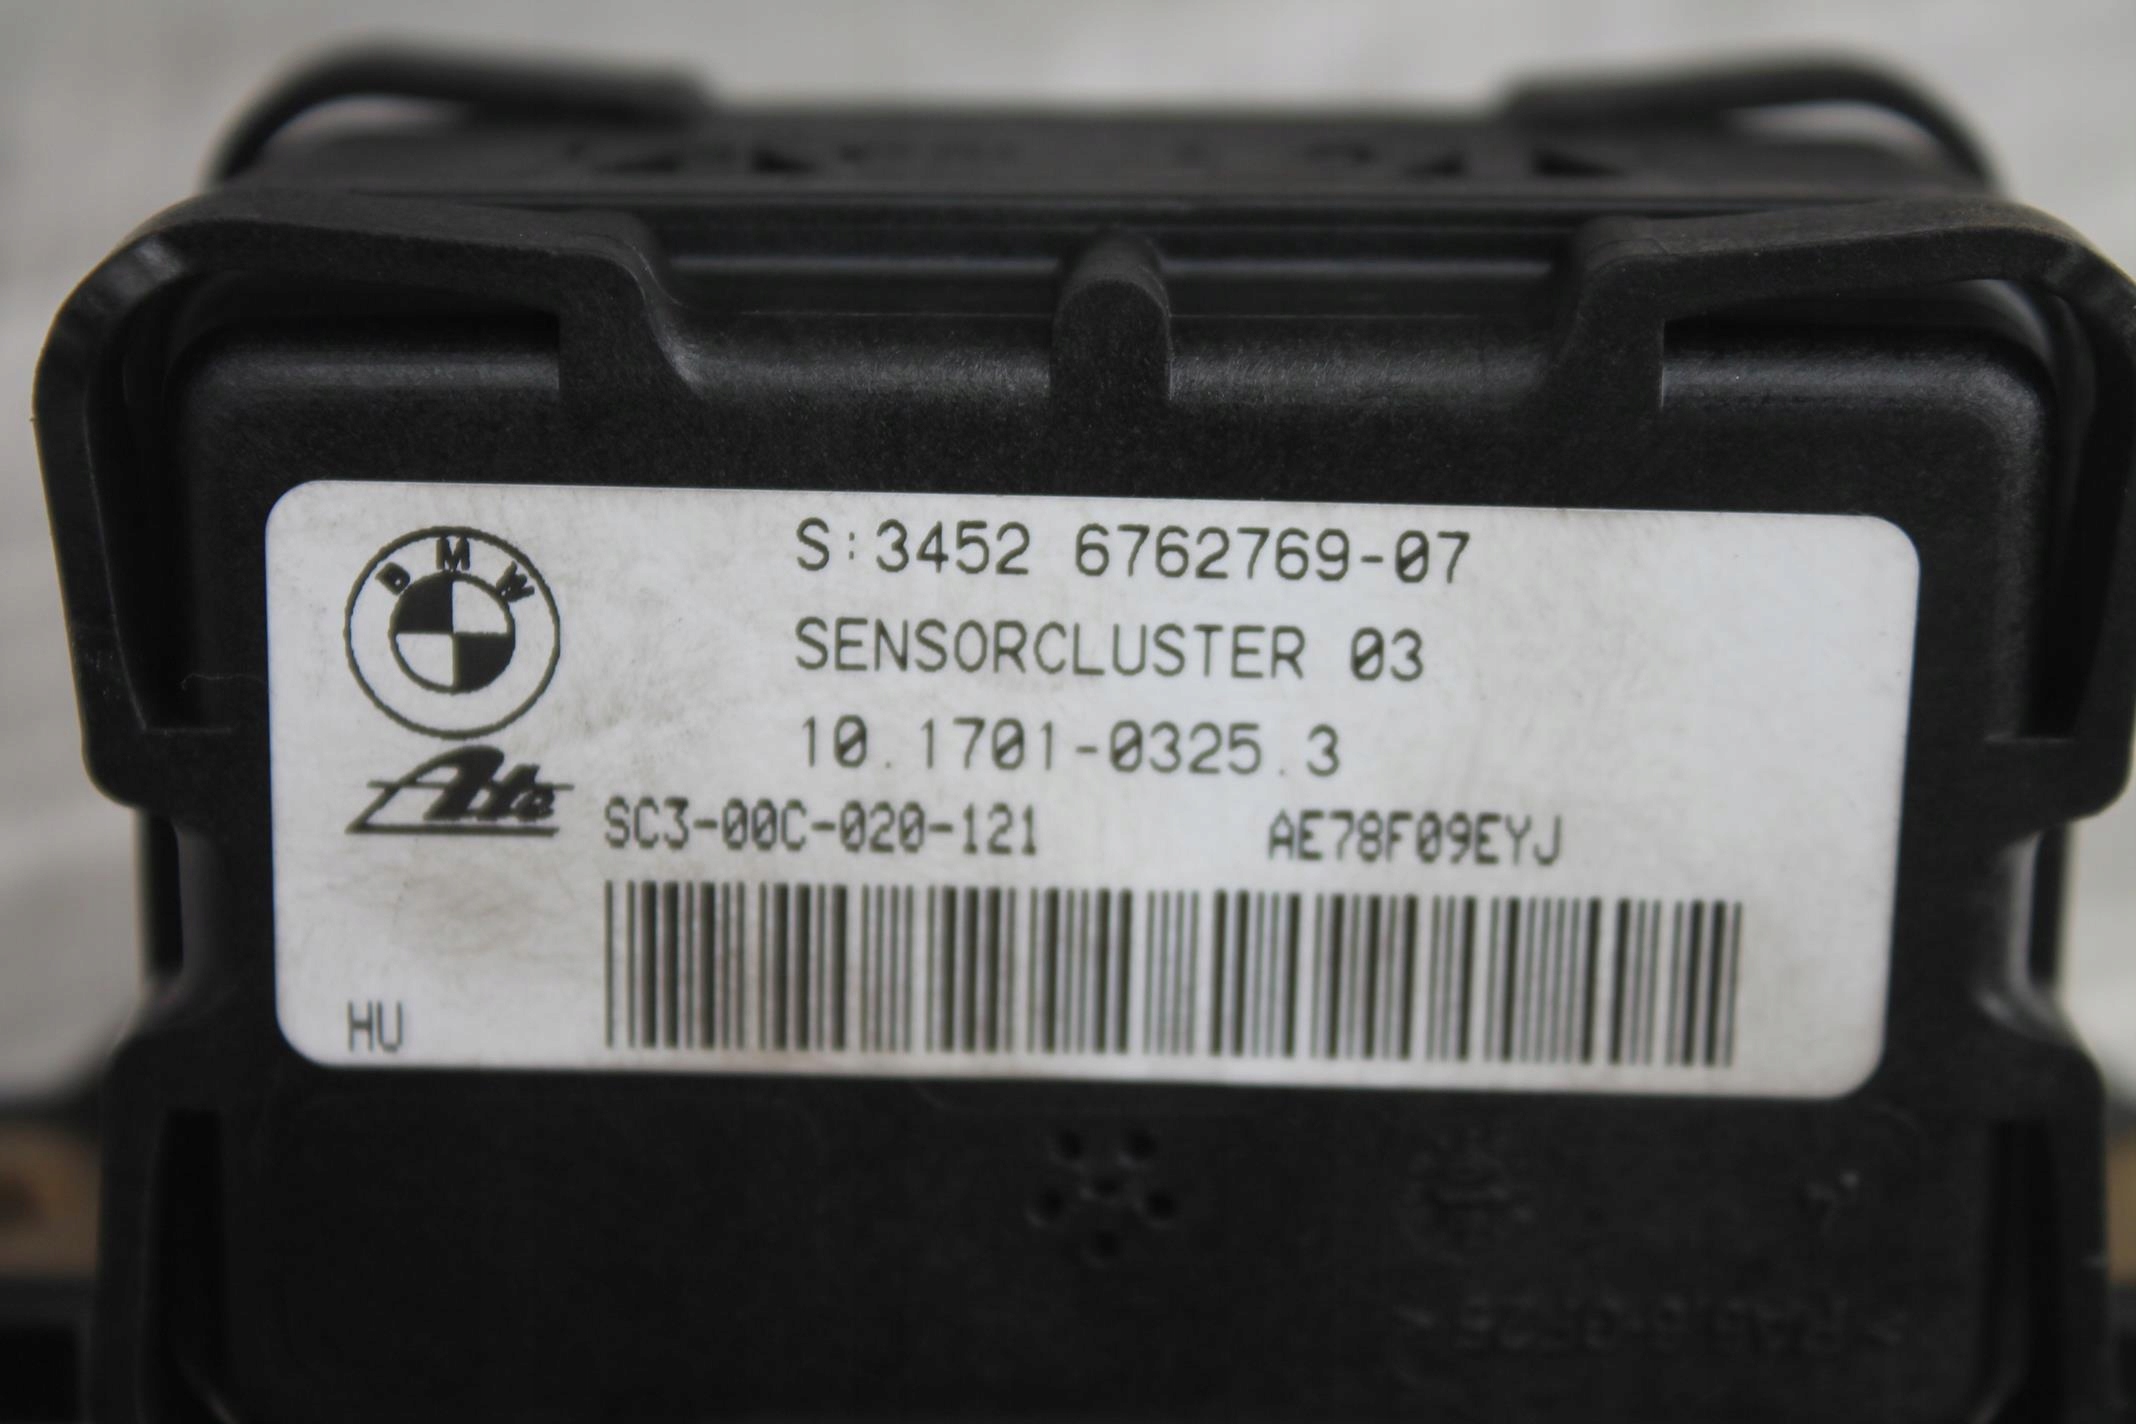 BMW
S:3452 6762769-07
SENSORCLUSTER 03
10.1701-0325.3
Ate
SC3-00C-020-121 AE78F09EYJ
HU